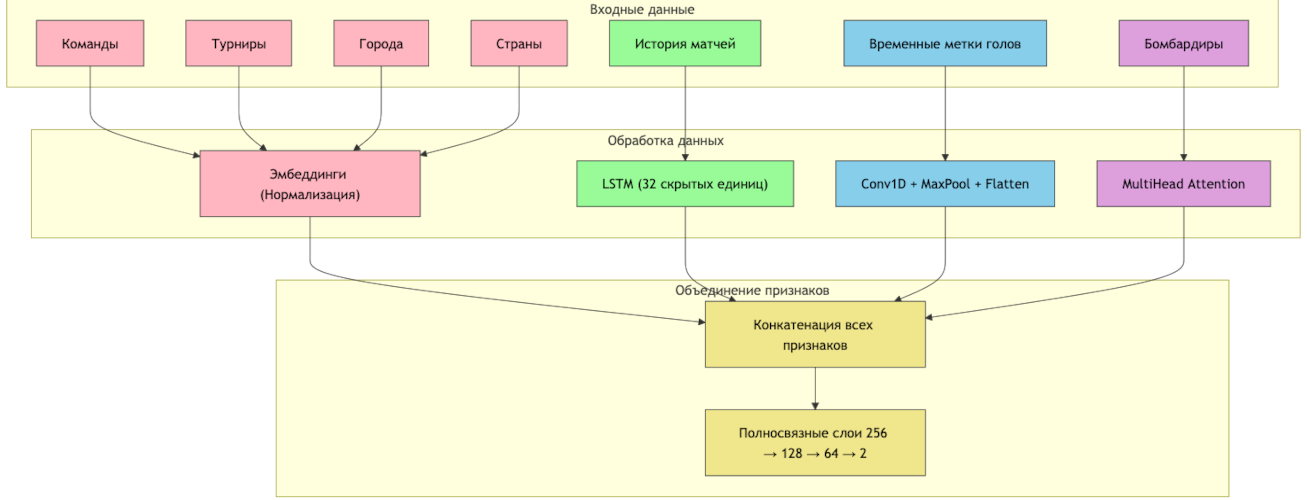 Входные данные
Команды
Турниры
Города
Страны
История матчей
Временные метки голов
Бомбардиры
Обработка данных
Эмбеддинги
(Нормализация)
LSTM (32 скрытых единиц)
Conv1D + MaxPool + Flatten
MultiHead Attention
Объединение признаков
Конкатенация всех
признаков
Полносвязные слои 256
→ 128 → 64 → 2